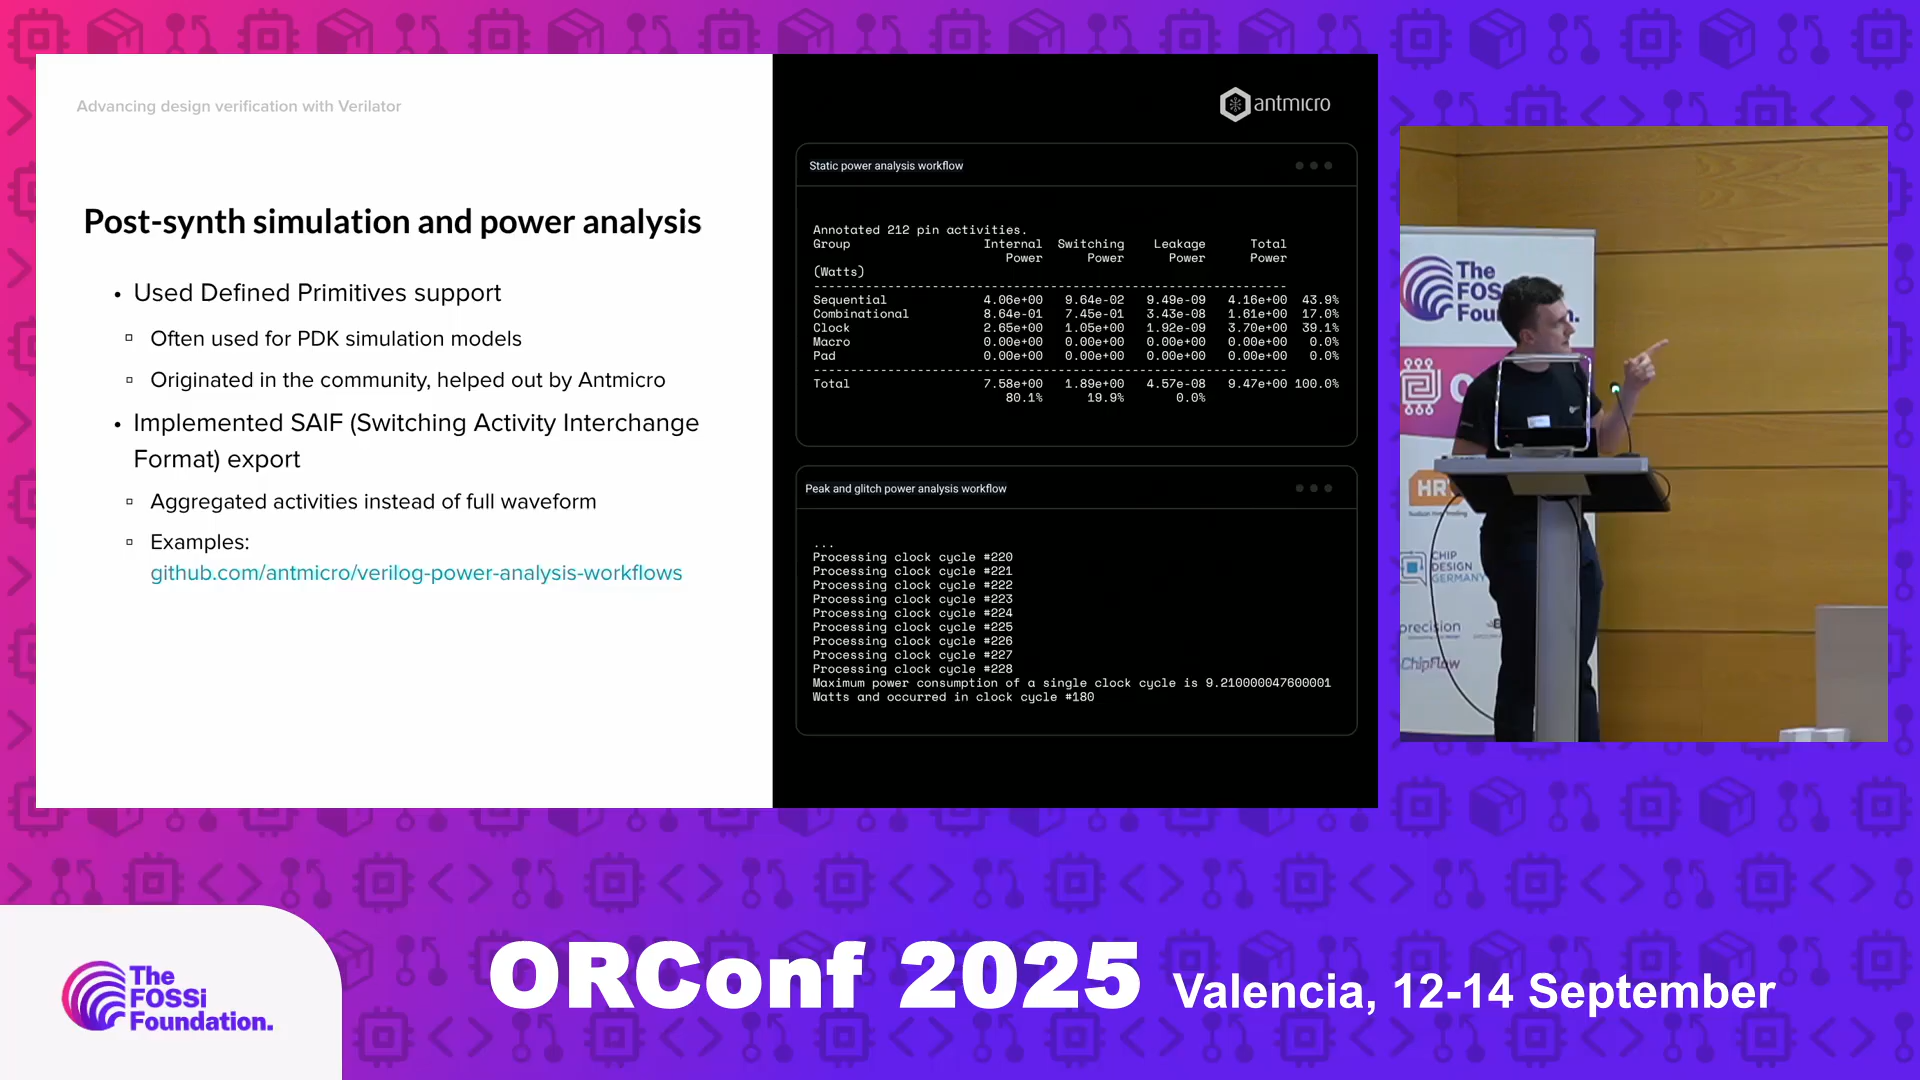 Advancing design verification with Verilator
Post-synth simulation and power analysis
• Used Defined Primitives support
Often used for PDK simulation models
Originated in the community, helped out by Antmicro
• Implemented SAIF (Switching Activity Interchange
Format) export
Aggregated activities instead of full waveform
Examples:
github.com/antmicro/verilog-power-analysis-workflows
antmicro
Static power analysis workflow
Annotated 212 pin activities.
Group Internal Switching Leakage Total
Power Power Power Power
(Watts)
----------------------------------------------------------------
Sequential 4.06e+00 9.64e-02 9.49e-09 4.16e+00 43.9%
Combinational 8.64e-01 7.45e-01 3.43e-08 1.61e+00 17.0%
Clock 2.65e+00 1.05e+00 1.92e-09 3.70e+00 39.1%
Macro 0.00e+00 0.00e+00 0.00e+00 0.00e+00 0.0%
Pad 0.00e+00 0.00e+00 0.00e+00 0.00e+00 0.0%
----------------------------------------------------------------
Total 7.58e+00 1.89e+00 4.57e-08 9.47e+00 100.0%
80.1% 19.9% 0.0%
Peak and glitch power analysis workflow
...
Processing clock cycle #220
Processing clock cycle #221
Processing clock cycle #222
Processing clock cycle #223
Processing clock cycle #224
Processing clock cycle #225
Processing clock cycle #226
Processing clock cycle #227
Processing clock cycle #228
Maximum power consumption of a single clock cycle is 9.210000047600001
Watts and occurred in clock cycle #180
The
FOS
Foun
n.
HR
CHIP
DESIGN
GERMANY
precision
ChipFlow
The
FOSSi
Foundation.
ORConf 2025 Valencia, 12-14 September